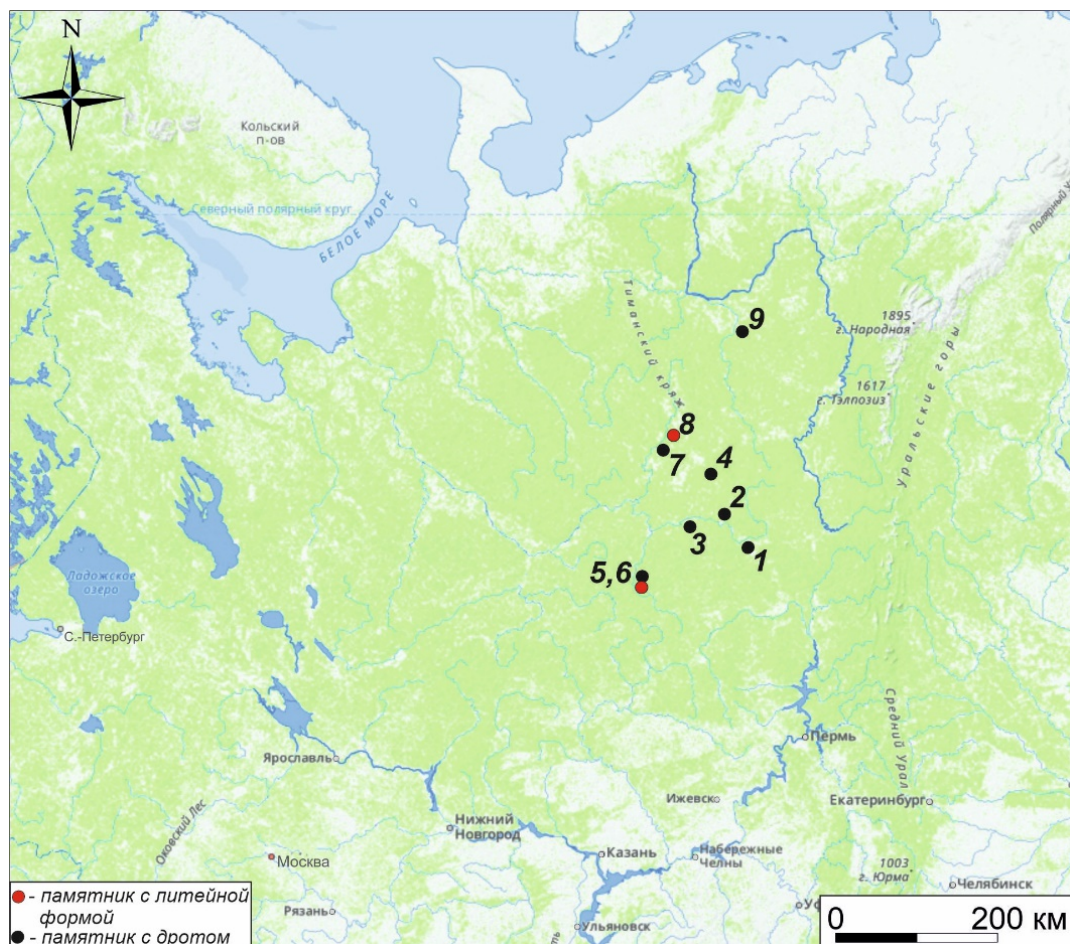 N
Кольский
п-ов
Северный полярный круг
БЕЛОЕ МОРЕ
Полярный У
Тиманский кряж
9
1895
г. Народная
1617
г. Тэлпозиз
Уральские горы
8
7
4
2
3
1
5,6
Ладожское
озеро
С.-Петербург
Средний Урал
Пермь
Ярославль
Ижевск
Екатеринбург
Оковский Лес
Нижний
Новгород
Москва
Казань
Набережные
Челны
1003
г. Юрма
Челябинск
Рязань
Ульяновск
Уф
- памятник с литейной
формой
- памятник с дротом
0 200 км